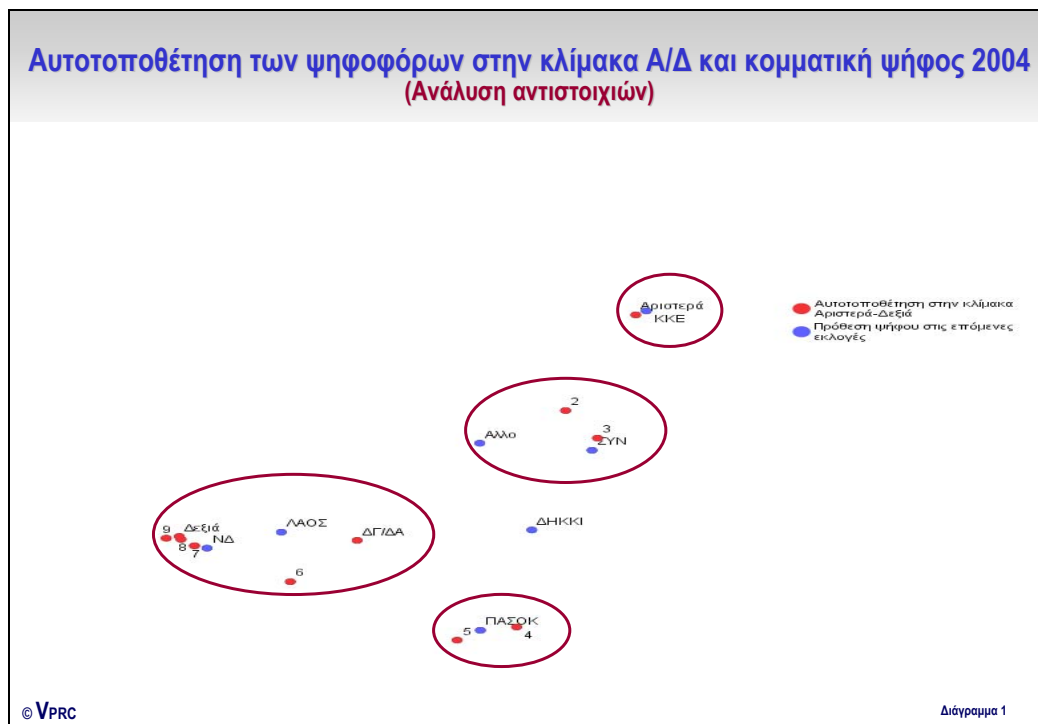 Αυτοτοποθέτηση των ψηφοφόρων στην κλίμακα Α/Δ και κομματική ψήφος 2004
(Ανάλυση αντιστοιχιών)
Αριστερά
ΚΚΕ
Αυτοτοποθέτηση στην κλίμακα
Αριστερά-Δεξιά
Πρόθεση ψήφου στις επόμενες
εκλογές
2
3
Αλλο
ΣΥΝ
9
Δεξιά
8
7
ΝΔ
ΛΑΟΣ
ΔΓ/ΔΑ
ΔΗΚΚΙ
6
5
ΠΑΣΟΚ
4
© VPRC
Διάγραμμα 1